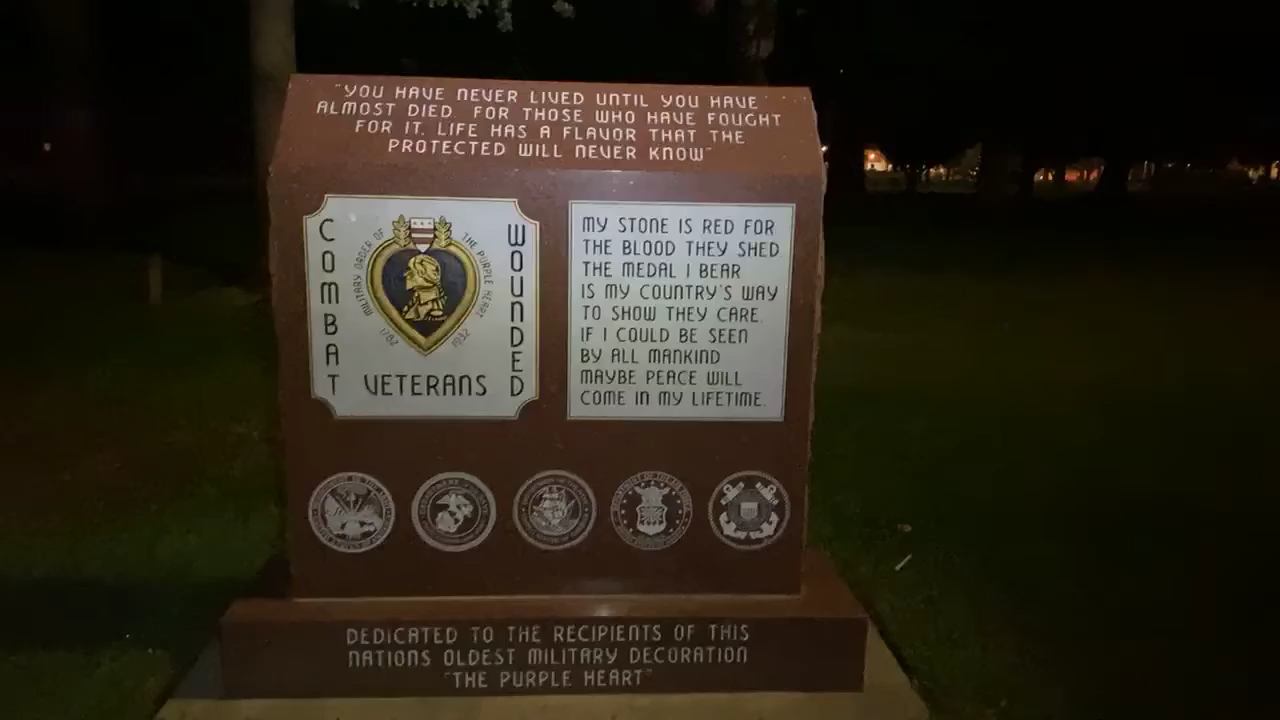 "YOU HAVE NEVER LIVED UNTIL YOU HAVE
ALMOST DIED. FOR THOSE WHO HAVE FOUGHT
FOR IT, LIFE HAS A FLAVOR THAT THE
PROTECTED WILL NEVER KNOW"
COMBAT
WOUNDED
VETERANS
MILITARY ORDER OF
THE PURPLE HEART
1782
1932
MY STONE IS RED FOR
THE BLOOD THEY SHED.
THE MEDAL I BEAR
IS MY COUNTRY'S WAY
TO SHOW THEY CARE.
IF I COULD BE SEEN
BY ALL MANKIND
MAYBE PEACE WILL
COME IN MY LIFETIME.
DEDICATED TO THE RECIPIENTS OF THIS
NATIONS OLDEST MILITARY DECORATION
"THE PURPLE HEART"